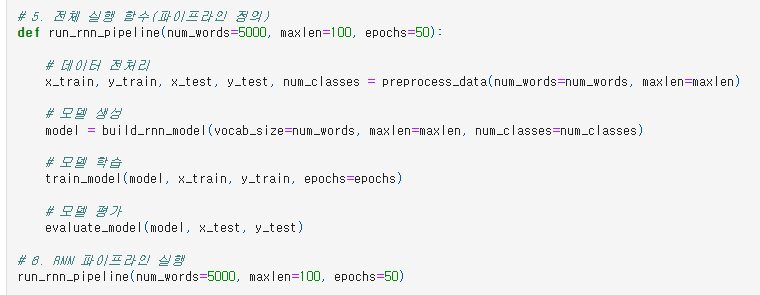 # 5. 전체 실행 함수(파이프라인 정의)
def run_rnn_pipeline(num_words=5000, maxlen=100, epochs=50):
# 데이터 전처리
x_train, y_train, x_test, y_test, num_classes = preprocess_data(num_words=num_words, maxlen=maxlen)
# 모델 생성
model = build_rnn_model(vocab_size=num_words, maxlen=maxlen, num_classes=num_classes)
# 모델 학습
train_model(model, x_train, y_train, epochs=epochs)
# 모델 평가
evaluate_model(model, x_test, y_test)
# 6. RNN 파이프라인 실행
run_rnn_pipeline(num_words=5000, maxlen=100, epochs=50)